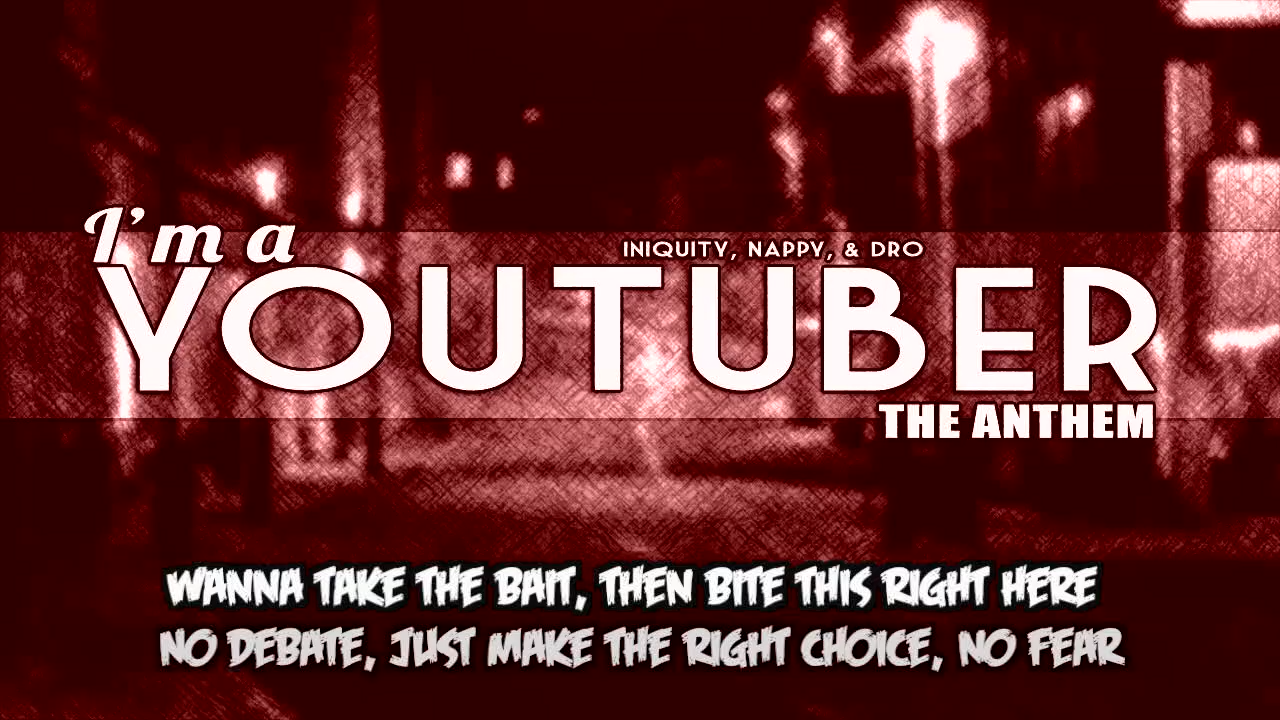 I'm a
INIQUITY, NAPPY, & DRO
YOUTUBER
THE ANTHEM
WANNA TAKE THE BAIT, THEN BITE THIS RIGHT HERE
NO DEBATE, JUST MAKE THE RIGHT CHOICE, NO FEAR